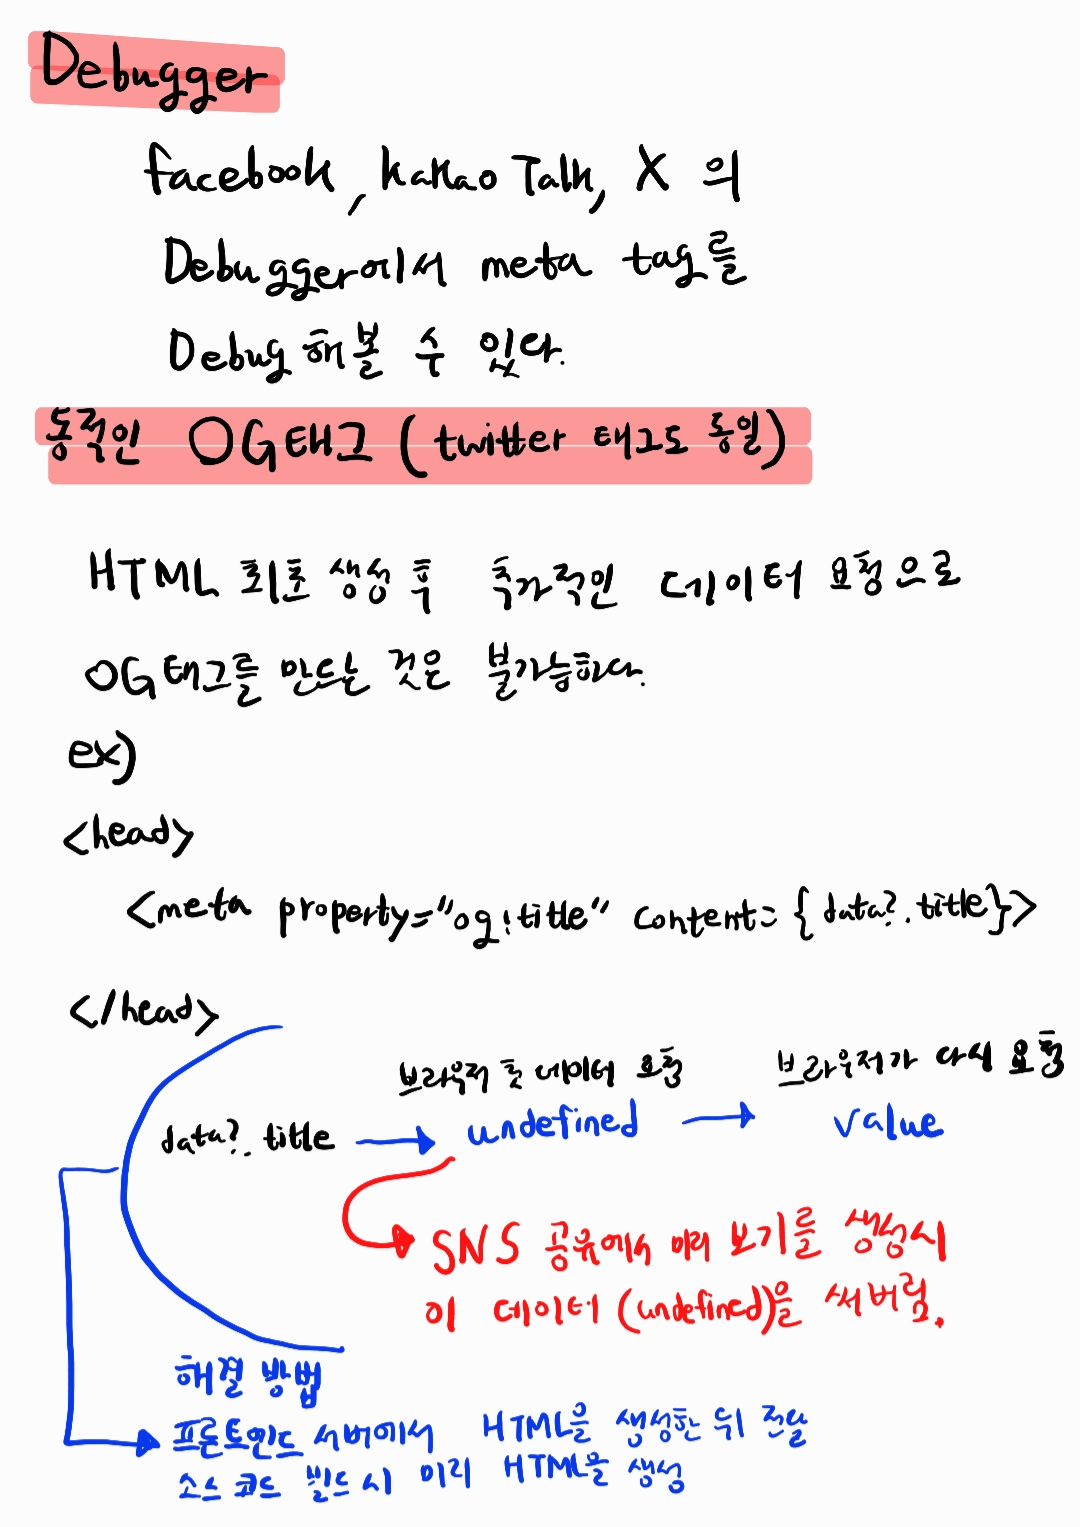 Debugger
facebook, kakao Talk, X 의
Debugger에서 meta tag를
Debug 해볼 수 있다.
동적인 OG태그 (twitter 태그도 동일)
HTML 최초 생성 후 추가적인 데이터 요청으로
OG태그를 만드는 것은 불가능하다.
ex)
<head>
<meta property="og:title" content={data?.title}>
</head>
브라우저 첫 데이터 요청
브라우저가 다시 요청
data?.title → undefined → value
SNS 공유에서 미리 보기를 생성시
이 데이터 (undefined)을 써버림.
해결 방법
프론트엔드 서버에서 HTML을 생성한 뒤 전달
소스 코드 빌드 시 미리 HTML을 생성